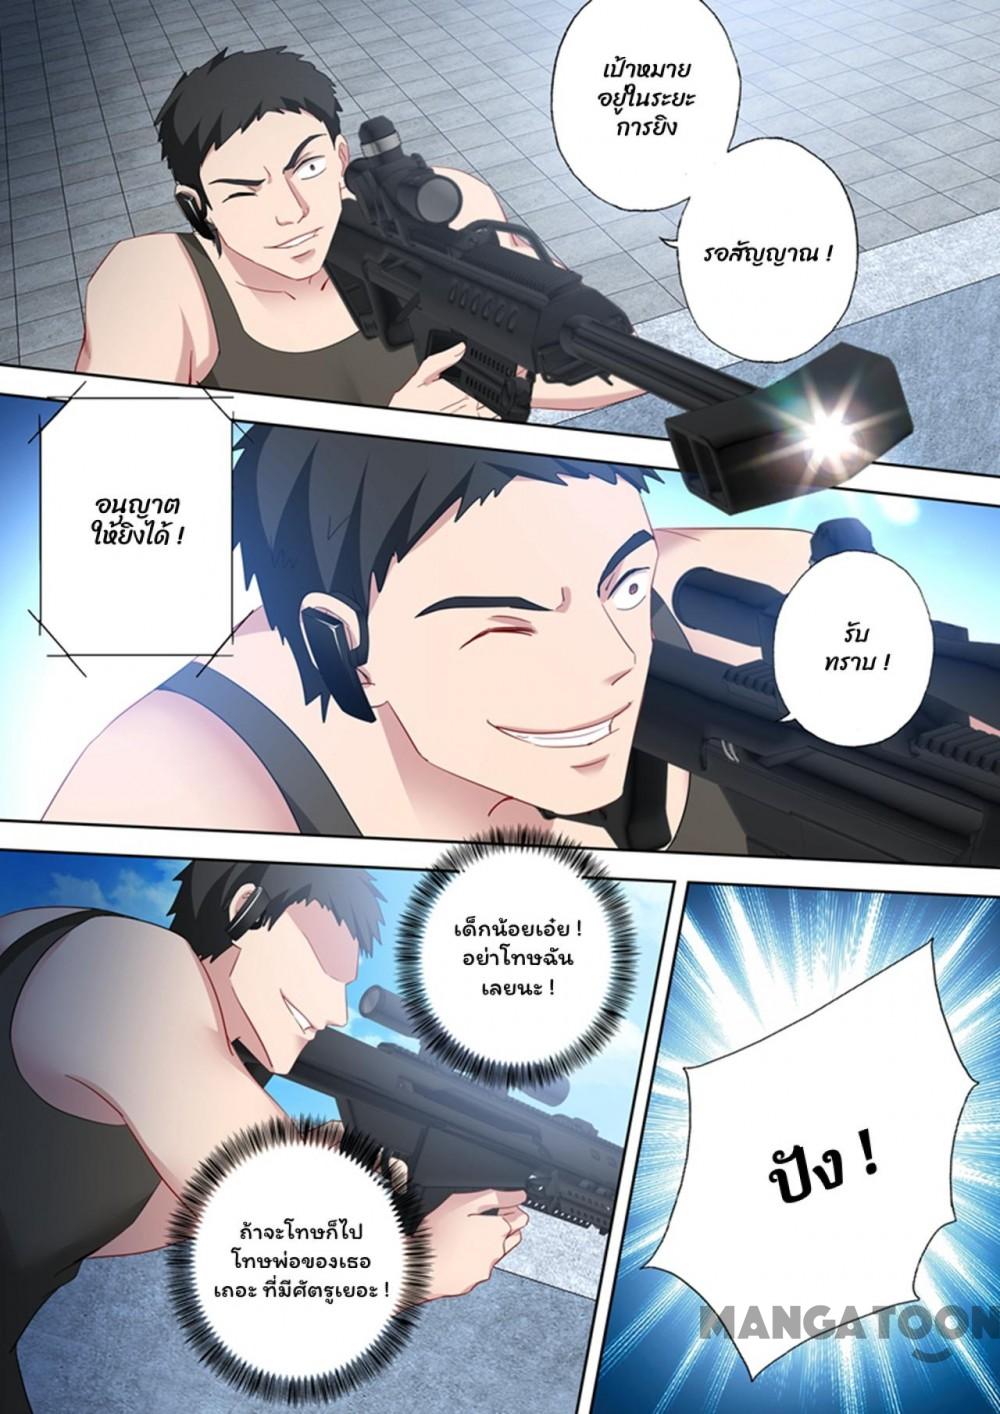 เป้าหมาย
อยู่ในระยะ
การยิง
รอสัญญาณ !
อนุญาต
ให้ยิงได้ !
รับ
ทราบ !
เด็กน้อยเอ๋ย !
อย่าโทษฉัน
เลยนะ !
ถ้าจะโทษก็ไป
โทษพ่อของเธอ
เถอะ ที่มีศัตรูเยอะ !
ปัง !
MANGATOON